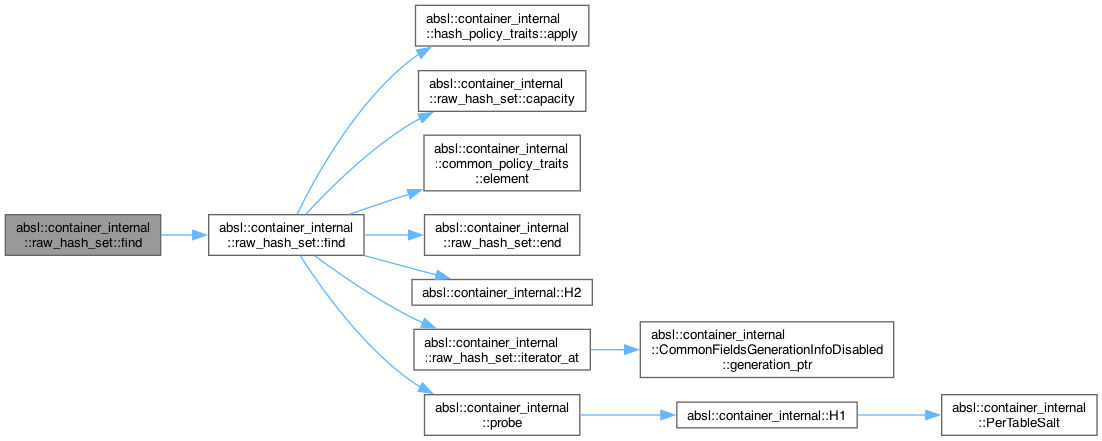 absl::container_internal
::hash_policy_traits::apply
absl::container_internal
::raw_hash_set::capacity
absl::container_internal
::common_policy_traits
::element
absl::container_internal
::raw_hash_set::find
absl::container_internal
::raw_hash_set::find
absl::container_internal
::raw_hash_set::end
absl::container_internal::H2
absl::container_internal
::raw_hash_set::iterator_at
absl::container_internal
::CommonFieldsGenerationInfoDisabled
::generation_ptr
absl::container_internal
::probe
absl::container_internal::H1
absl::container_internal
::PerTableSalt